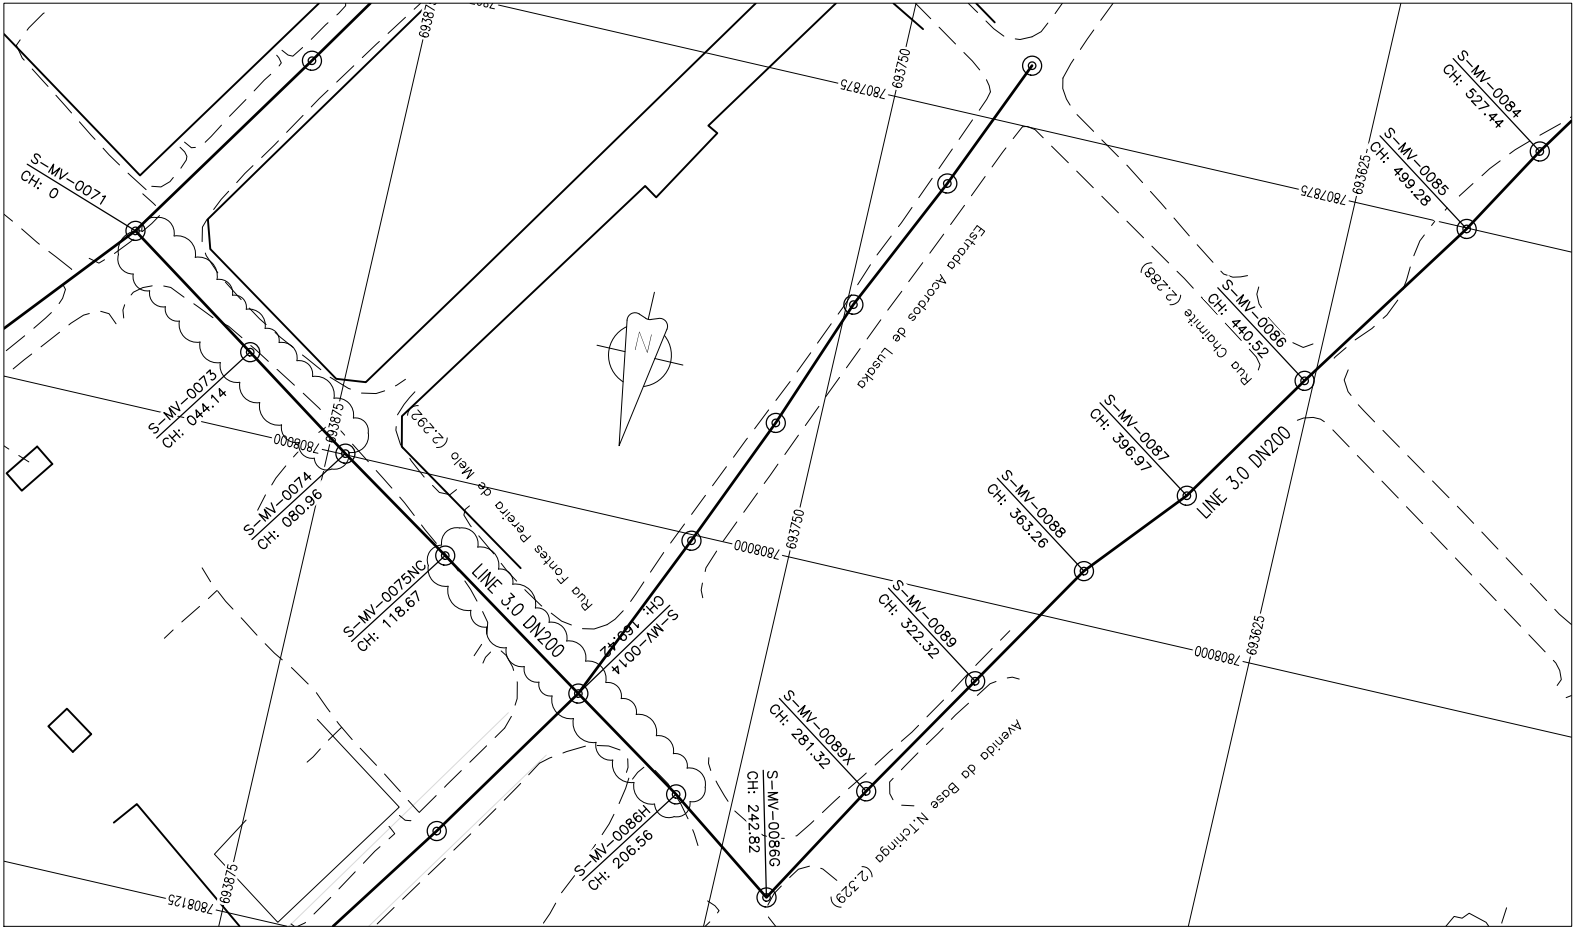 7807
693875
693750
7807875
S-MV-0084
CH: 527.44
S-MV-0085
CH: 499.28
693625
7807875
S-MV-0071
CH: 0
Estrada Acordos de Lusaka
Rua Chaimite (2.288)
S-MV-0086
CH: 440.52
N
S-MV-0073
CH: 044.14
693875
7808000
Rua Fontes Pereira de Melo (2.292)
S-MV-0087
CH: 396.97
LINE 3.0 DN200
S-MV-0074
CH: 080.96
S-MV-0088
CH: 363.26
693750
7808000
S-MV-0075NC
CH: 118.67
LINE 3.0 DN200
S-MV-0014
CH: 169.42
S-MV-0089
CH: 322.32
693625
7808000
S-MV-0089X
CH: 281.32
Avenida da Base N.Tchinga (2.329)
S-MV-0086G
CH: 242.82
S-MV-0086H
CH: 206.56
693875
7808125